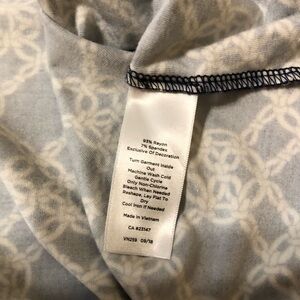 93% Rayon
7% Spandex
Exclusive Of Decoration
Turn Garment Inside
Out
Machine Wash Cold
Gentle Cycle
Only Non-Chlorine
Bleach When Needed
Reshape, Lay Flat To
Dry
Cool Iron If Needed
Made in Vietnam
CA #23147
VN259 09/18